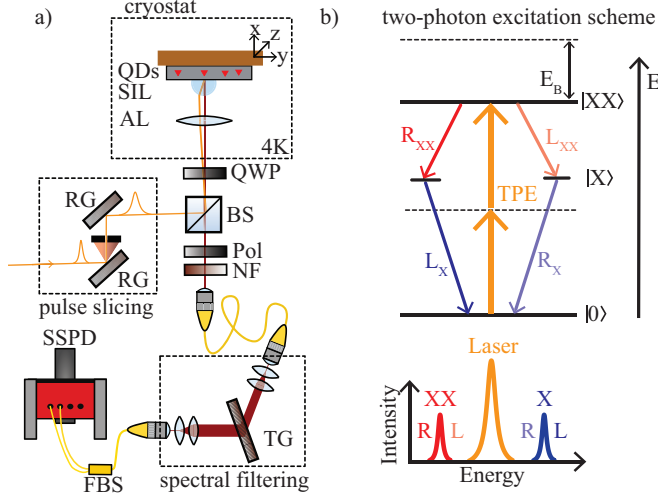 a)
cryostat
x
z
y
QDs
SIL
AL
4K
QWP
RG
BS
RG
Pol
NF
pulse slicing
SSPD
TG
FBS
spectral filtering
b)
two-photon excitation scheme
E
E_B
|XX⟩
R_XX
L_XX
|X⟩
TPE
L_X
R_X
|0⟩
Laser
XX
X
R L
R L
Intensity
Energy